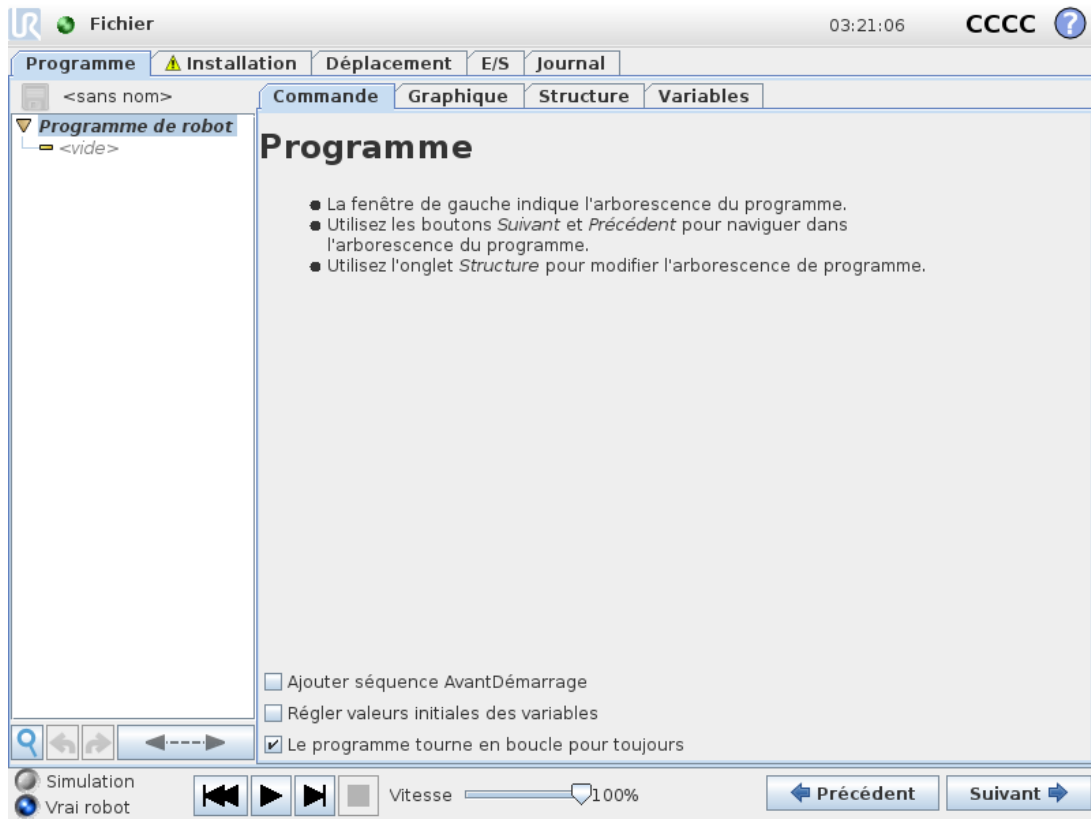 UR Fichier 03:21:06 CCCC ?
Programme Installation Déplacement E/S Journal
<sans nom>
Commande Graphique Structure Variables
Programme de robot
<vide>
Programme
La fenêtre de gauche indique l'arborescence du programme.
Utilisez les boutons Suivant et Précédent pour naviguer dans
l'arborescence du programme.
Utilisez l'onglet Structure pour modifier l'arborescence de programme.
Ajouter séquence AvantDémarrage
Régler valeurs initiales des variables
Le programme tourne en boucle pour toujours
Simulation
Vrai robot
Vitesse 100%
Précédent Suivant